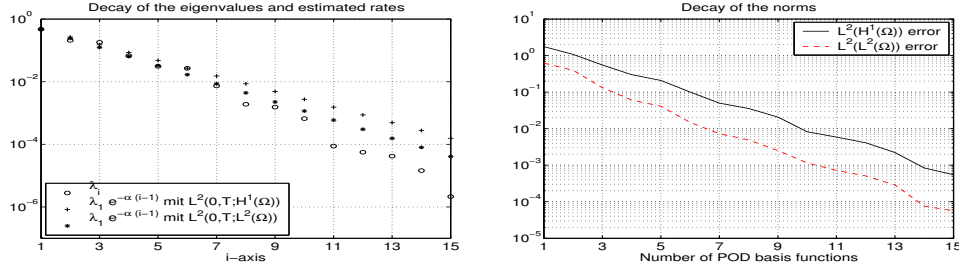 Decay of the eigenvalues and estimated rates
10^0
10^-2
10^-4
10^-6
λ_i
λ_1 e^{-α (i-1)} mit L^2(0,T;H^1(Ω))
λ_1 e^{-α (i-1)} mit L^2(0,T;L^2(Ω))
1 3 5 7 9 11 13 15
i-axis
Decay of the norms
10^1
10^0
10^-1
10^-2
10^-3
10^-4
10^-5
L^2(H^1(Ω)) error
L^2(L^2(Ω)) error
1 3 5 7 9 11 13 15
Number of POD basis functions